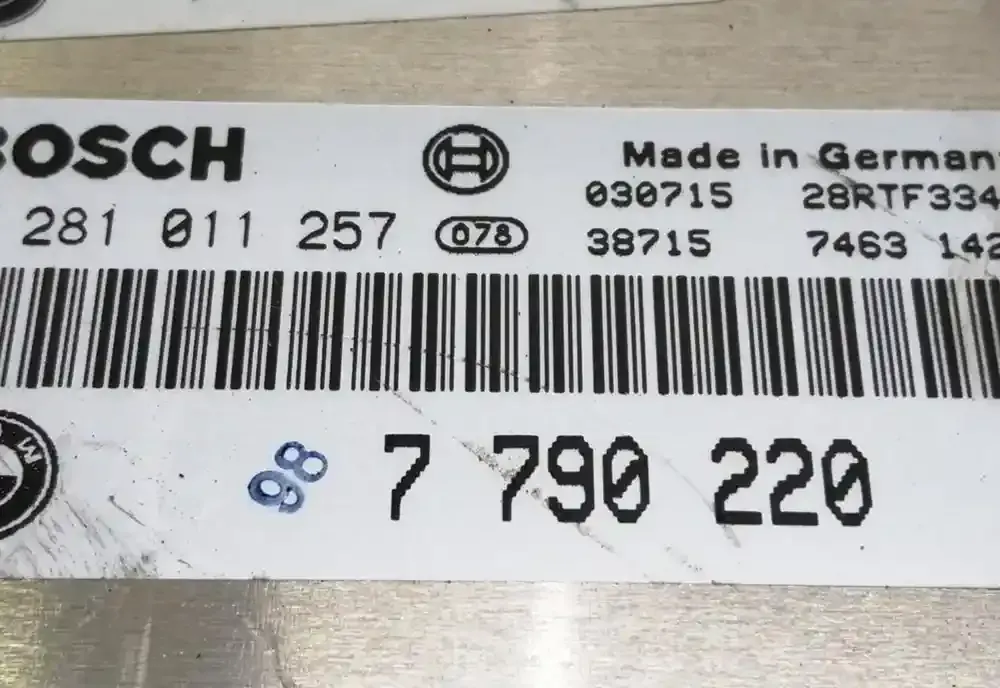 BOSCH
Made in German
030715 28RTF334
281 011 257 078 38715 7463 142
98 7 790 220